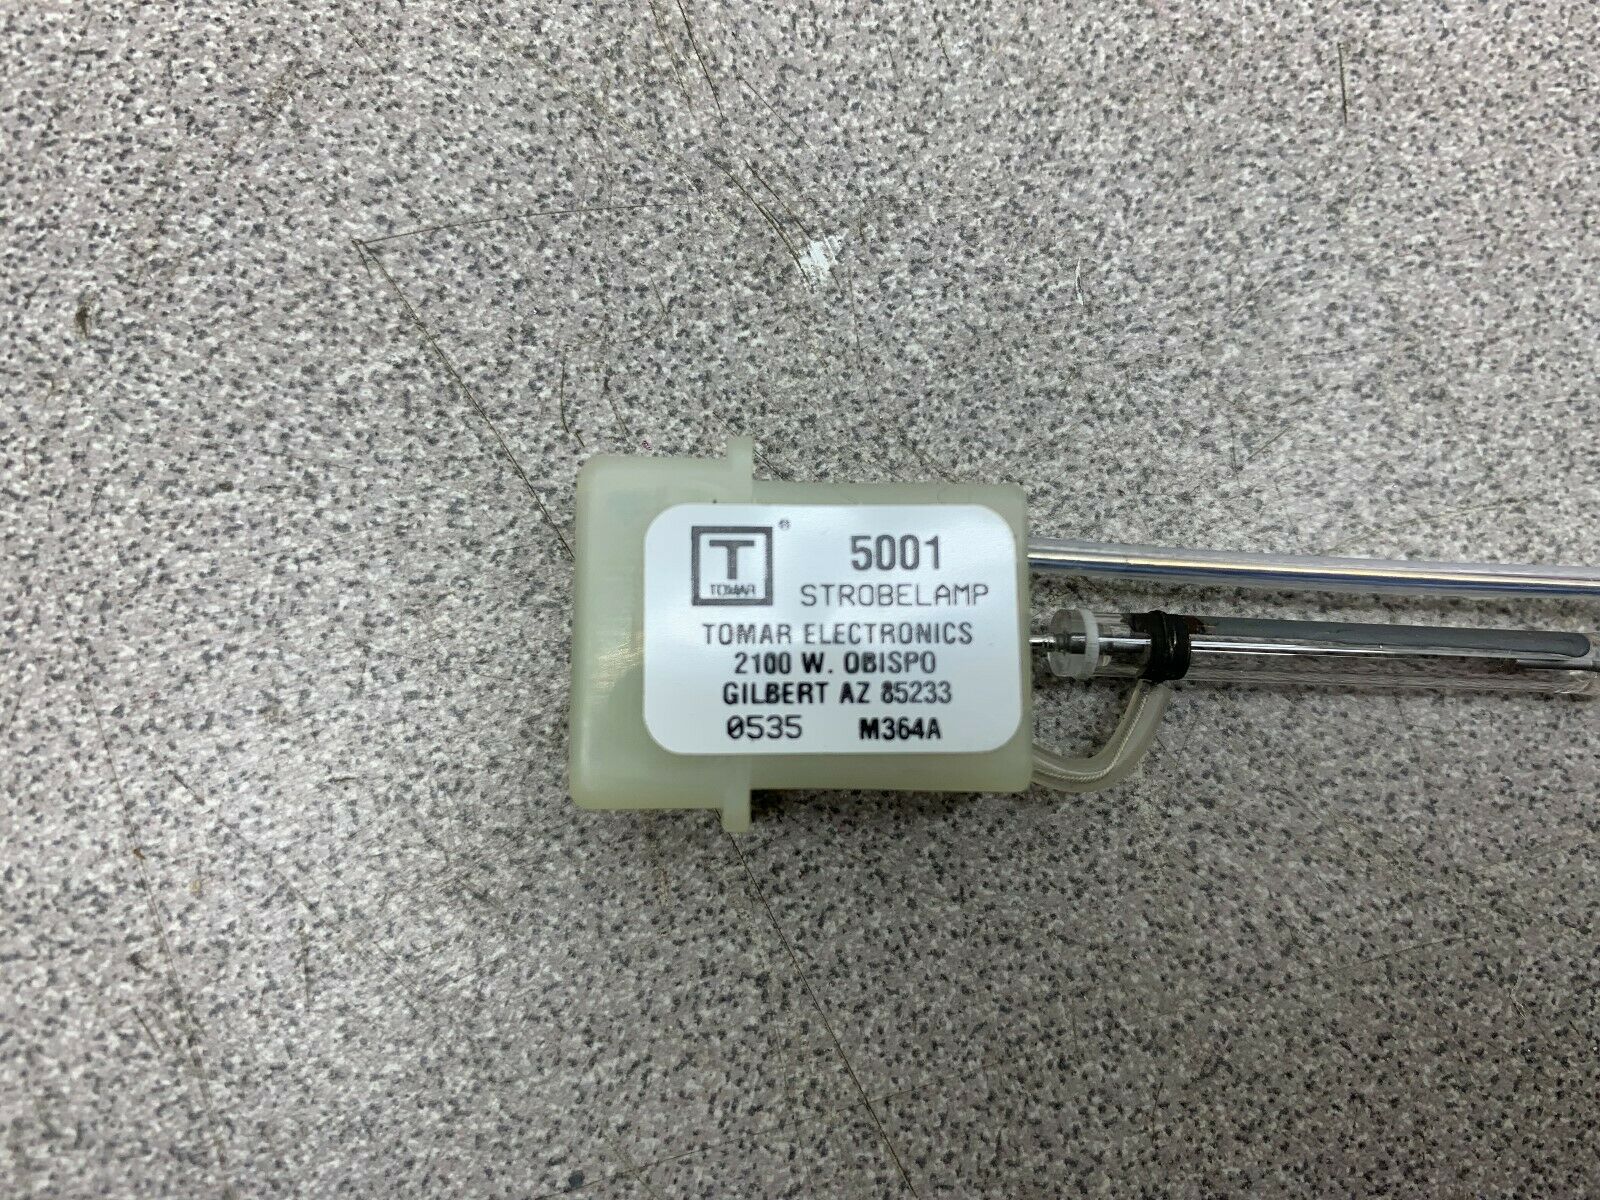 T ®
TOMAR
5001
STROBELAMP
TOMAR ELECTRONICS
2100 W. OBISPO
GILBERT AZ 85233
0535 M364A